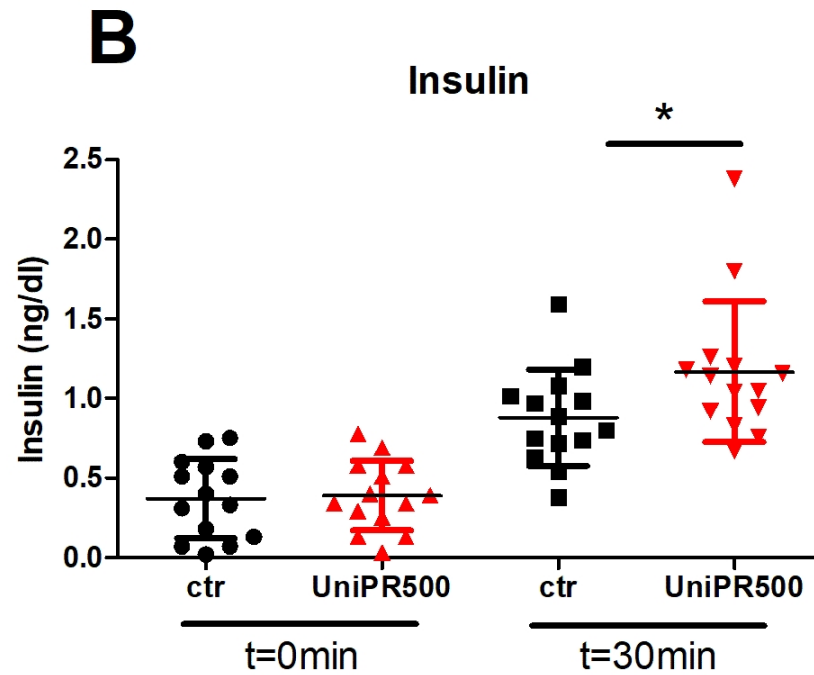 B
Insulin
*
Insulin (ng/dl)
2.5
2.0
1.5
1.0
0.5
0.0
ctr UniPR500 ctr UniPR500
t=0min t=30min